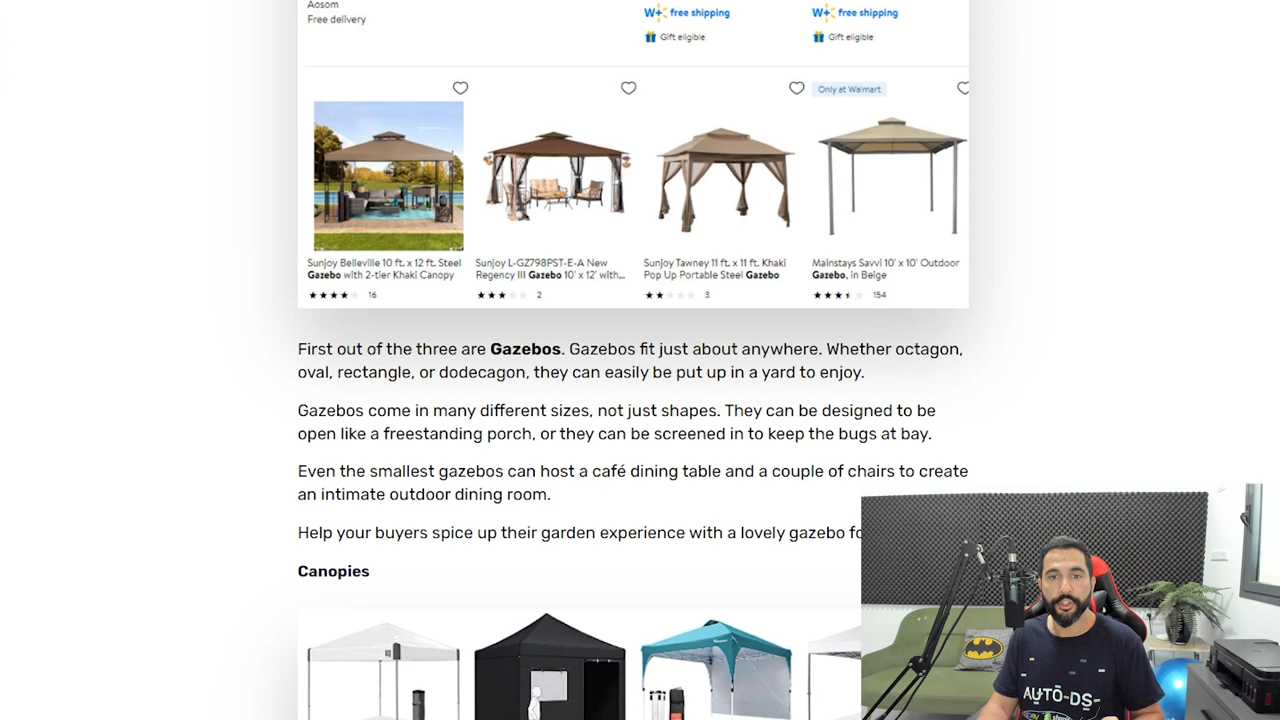 Aosom
Free delivery
W+ free shipping
Gift eligible
W+ free shipping
Gift eligible
Only at Walmart
Sunjoy Belleville 10 ft. x 12 ft. Steel
Gazebo with 2-tier Khaki Canopy
16
Sunjoy L-GZ798PST-E-A New
Regency III Gazebo 10' x 12' with...
2
Sunjoy Tawney 11 ft. x 11 ft. Khaki
Pop Up Portable Steel Gazebo
3
Mainstays Savvi 10' x 10' Outdoor
Gazebo, in Beige
154
First out of the three are Gazebos. Gazebos fit just about anywhere. Whether octagon,
oval, rectangle, or dodecagon, they can easily be put up in a yard to enjoy.
Gazebos come in many different sizes, not just shapes. They can be designed to be
open like a freestanding porch, or they can be screened in to keep the bugs at bay.
Even the smallest gazebos can host a café dining table and a couple of chairs to create
an intimate outdoor dining room.
Help your buyers spice up their garden experience with a lovely gazebo fo
Canopies
AUTO-DS